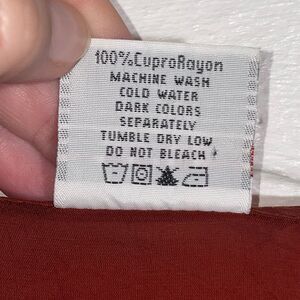 100%CuproRayon
MACHINE WASH
COLD WATER
DARK COLORS
SEPARATELY
TUMBLE DRY LOW
DO NOT BLEACH